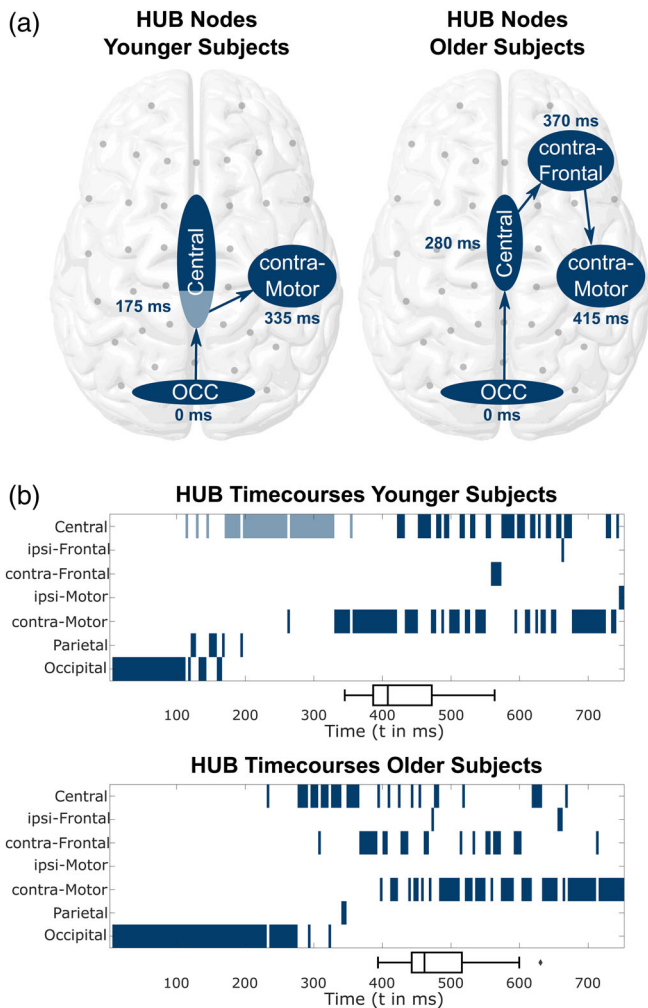 (a)
HUB Nodes
Younger Subjects
HUB Nodes
Older Subjects
Central
contra-
Motor
175 ms
335 ms
OCC
0 ms
370 ms
contra-
Frontal
280 ms
Central
contra-
Motor
415 ms
OCC
0 ms
(b)
HUB Timecourses Younger Subjects
Central
ipsi-Frontal
contra-Frontal
ipsi-Motor
contra-Motor
Parietal
Occipital
100 200 300 400 500 600 700
Time (t in ms)
HUB Timecourses Older Subjects
Central
ipsi-Frontal
contra-Frontal
ipsi-Motor
contra-Motor
Parietal
Occipital
100 200 300 400 500 600 700
Time (t in ms)